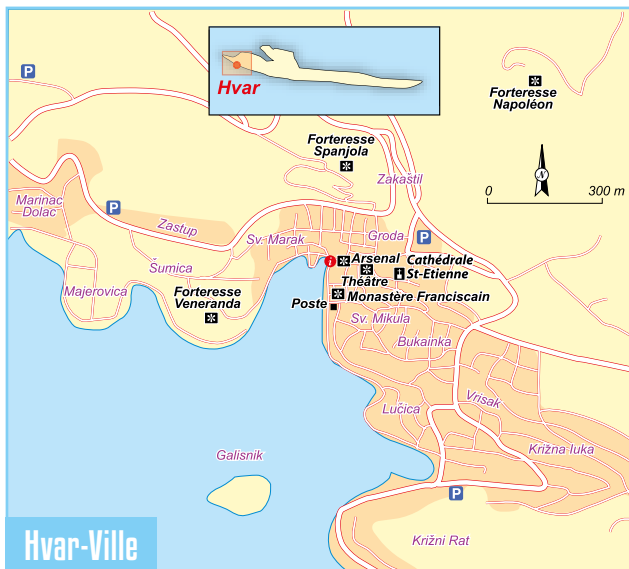 P
Hvar
Forteresse
Napoléon
Forteresse
Spanjola
N
0 300 m
Zakaštil
Marinac
Dolac
P
Zastup
Sv. Marak
Groda
P
i
Arsenal
Cathédrale
St-Etienne
Šumica
Théâtre
Majerovica
Forteresse
Veneranda
Monastère Franciscain
Poste
Sv. Mikula
Bukainka
Vrisak
Lučica
Križna luka
Galisnik
P
Križni Rat
Hvar-Ville